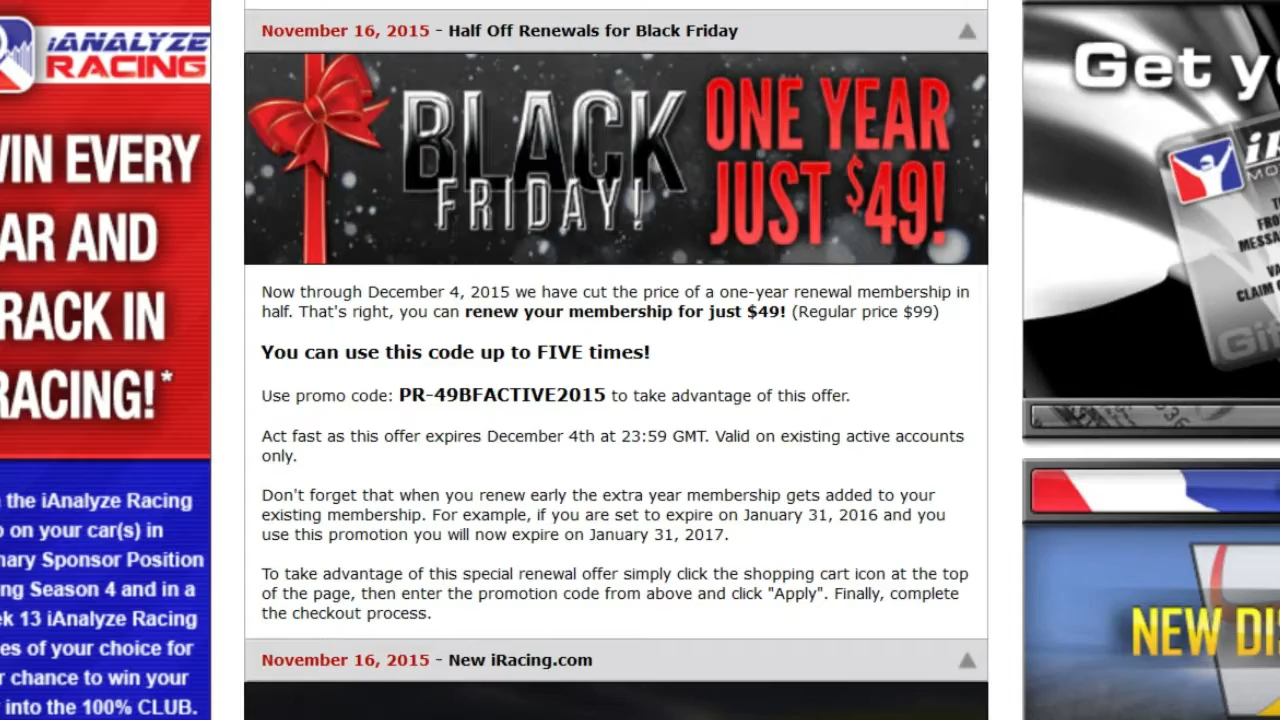 iANALYZE
RACING
IN EVERY
AR AND
RACK IN
RACING!*
the iAnalyze Racing
on your car(s) in
Sponsor Position
Season 4 and in a
13 iAnalyze Racing
of your choice for
chance to win your
into the 100% CLUB.
November 16, 2015 - Half Off Renewals for Black Friday
BLACK
FRIDAY!
ONE YEAR
JUST $49!
Now through December 4, 2015 we have cut the price of a one-year renewal membership in
half. That's right, you can renew your membership for just $49! (Regular price $99)
You can use this code up to FIVE times!
Use promo code: PR-49BFACTIVE2015 to take advantage of this offer.
Act fast as this offer expires December 4th at 23:59 GMT. Valid on existing active accounts
only.
Don't forget that when you renew early the extra year membership gets added to your
existing membership. For example, if you are set to expire on January 31, 2016 and you
use this promotion you will now expire on January 31, 2017.
To take advantage of this special renewal offer simply click the shopping cart icon at the top
of the page, then enter the promotion code from above and click "Apply". Finally, complete
the checkout process.
November 16, 2015 - New iRacing.com
Get y
MO
FRO
MESSA
VA
CLAIM
Gif
NEW DI